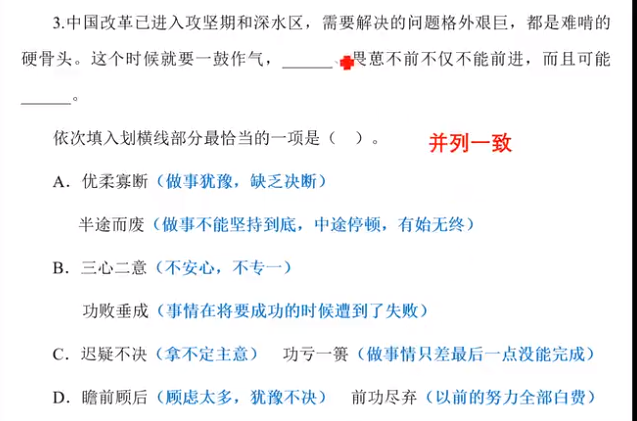 3.中国改革已进入攻坚期和深水区，需要解决的问题格外艰巨，都是难啃的
硬骨头。这个时候就要一鼓作气，______、畏葸不前不仅不能前进，而且可能
______。
依次填入划横线部分最恰当的一项是（　）。
并列一致
A．优柔寡断（做事犹豫，缺乏决断）
半途而废（做事不能坚持到底，中途停顿，有始无终）
B．三心二意（不安心，不专一）
功败垂成（事情在将要成功的时候遭到了失败）
C．迟疑不决（拿不定主意） 功亏一篑（做事情只差最后一点没能完成）
D．瞻前顾后（顾虑太多，犹豫不决） 前功尽弃（以前的努力全部白费）